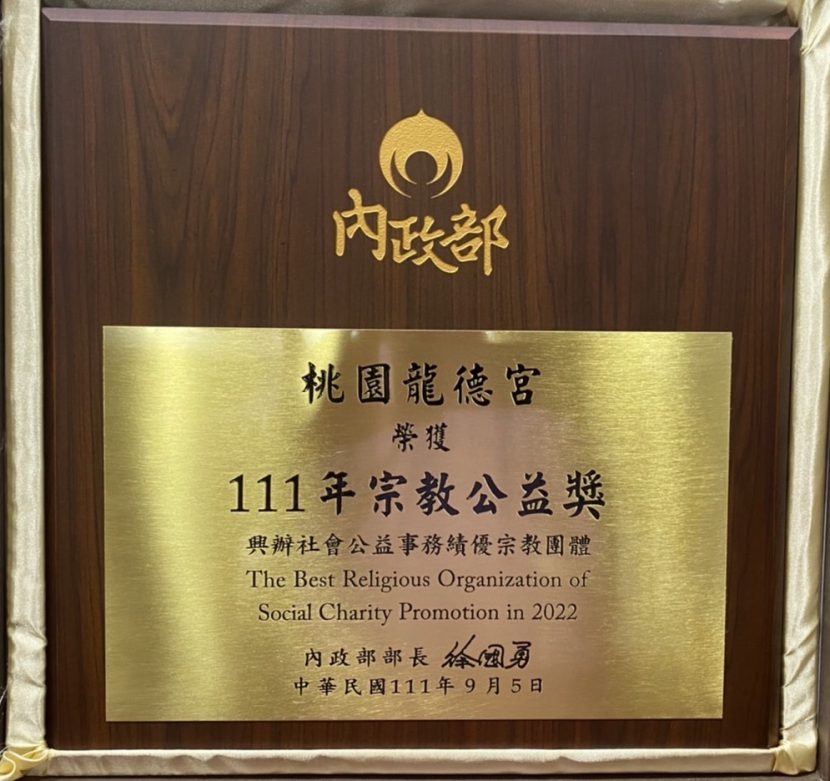 內政部
桃園龍德宮
榮獲
111年宗教公益獎
興辦社會公益事務績優宗教團體
The Best Religious Organization of
Social Charity Promotion in 2022
內政部部長 徐國勇
中華民國111年9月5日